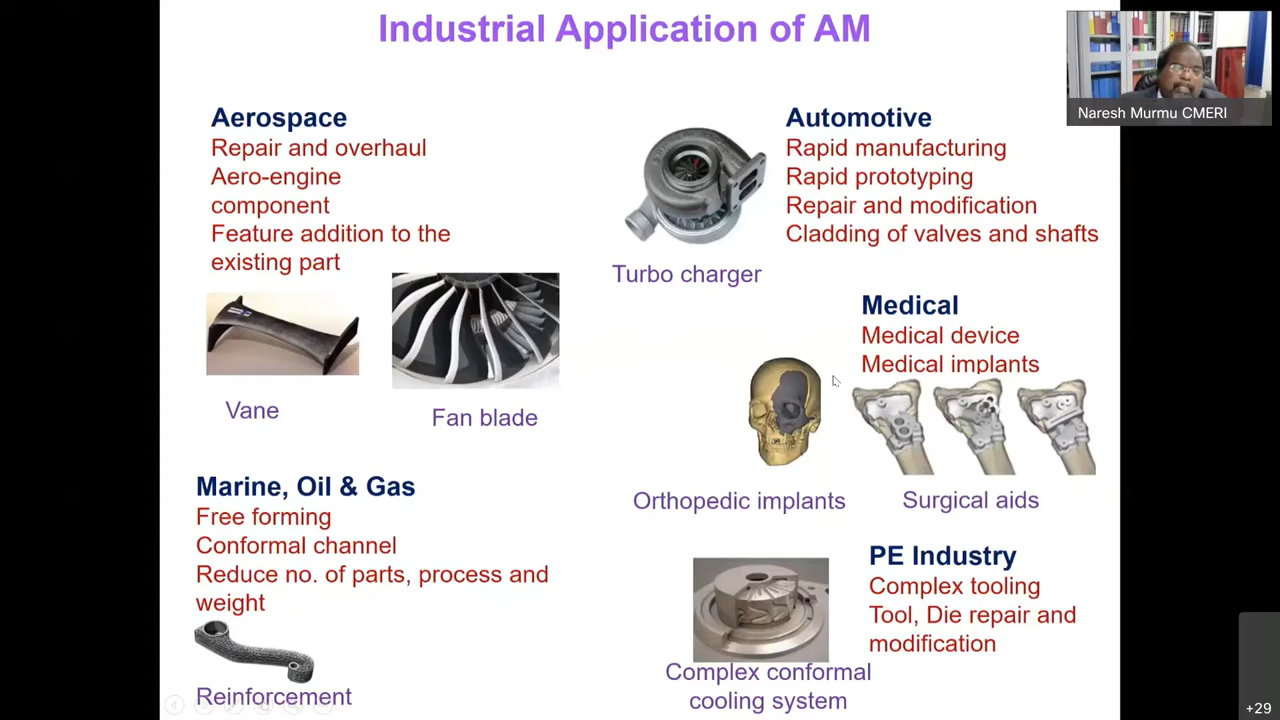 Industrial Application of AM
Naresh Murmu CMERI
Aerospace
Repair and overhaul
Aero-engine
component
Feature addition to the
existing part
Vane
Fan blade
Turbo charger
Automotive
Rapid manufacturing
Rapid prototyping
Repair and modification
Cladding of valves and shafts
Medical
Medical device
Medical implants
Orthopedic implants
Surgical aids
Marine, Oil & Gas
Free forming
Conformal channel
Reduce no. of parts, process and
weight
Reinforcement
PE Industry
Complex tooling
Tool, Die repair and
modification
Complex conformal
cooling system
+29